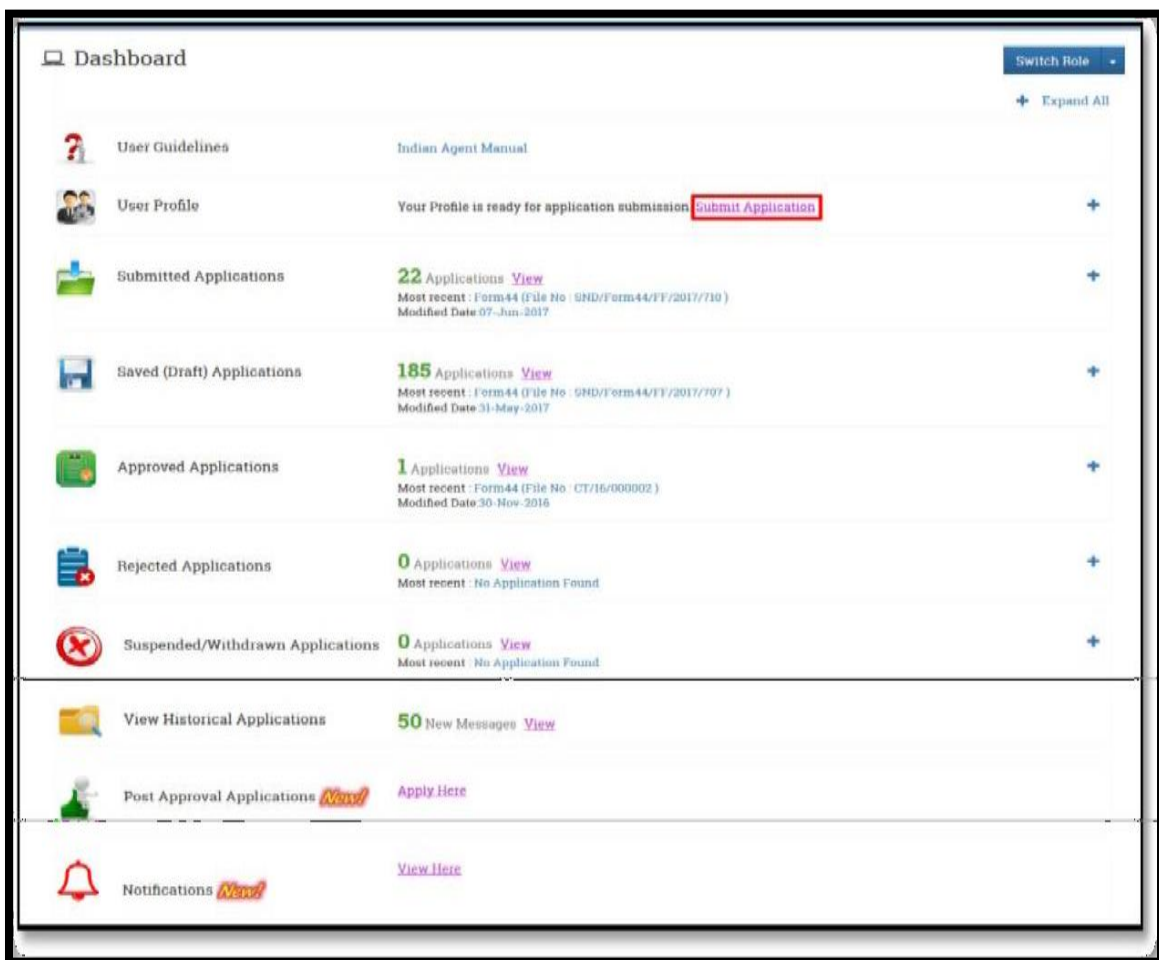 Dashboard
Switch Role
Expand All
User Guidelines
Indian Agent Manual
User Profile
Your Profile is ready for application submission Submit Application
Submitted Applications
22 Applications View
Most recent : Form44 (File No : SND/Form44/FF/2017/710 )
Modified Date:07-Jun-2017
Saved (Draft) Applications
185 Applications View
Most recent : Form44 (File No : SND/Form44/FF/2017/707 )
Modified Date:31-May-2017
Approved Applications
1 Applications View
Most recent : Form44 (File No : CT/16/000002 )
Modified Date:30-Nov-2016
Rejected Applications
0 Applications View
Most recent : No Application Found
Suspended/Withdrawn Applications
0 Applications View
Most recent : No Application Found
View Historical Applications
50 New Messages View
Post Approval Applications New!
Apply Here
View Here
Notifications New!